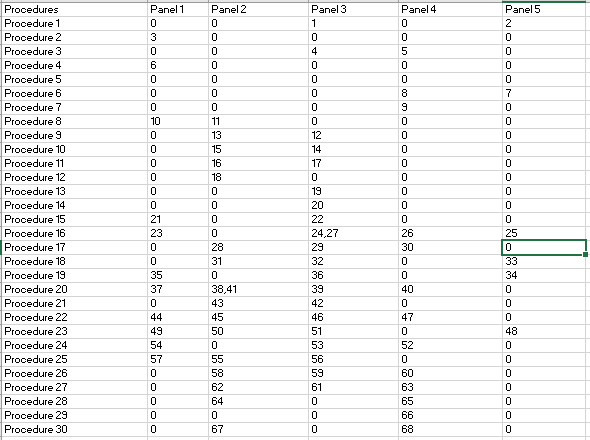 Procedures Panel 1 Panel 2 Panel 3 Panel 4 Panel 5
Procedure 1 0 0 1 0 2
Procedure 2 3 0 0 0 0
Procedure 3 0 0 4 5 0
Procedure 4 6 0 0 0 0
Procedure 5 0 0 0 0 0
Procedure 6 0 0 0 8 7
Procedure 7 0 0 0 9 0
Procedure 8 10 11 0 0 0
Procedure 9 0 13 12 0 0
Procedure 10 0 15 14 0 0
Procedure 11 0 16 17 0 0
Procedure 12 0 18 0 0 0
Procedure 13 0 0 19 0 0
Procedure 14 0 0 20 0 0
Procedure 15 21 0 22 0 0
Procedure 16 23 0 24,27 26 25
Procedure 17 0 28 29 30 0
Procedure 18 0 31 32 0 33
Procedure 19 35 0 36 0 34
Procedure 20 37 38,41 39 40 0
Procedure 21 0 43 42 0 0
Procedure 22 44 45 46 47 0
Procedure 23 49 50 51 0 48
Procedure 24 54 0 53 52 0
Procedure 25 57 55 56 0 0
Procedure 26 0 58 59 60 0
Procedure 27 0 62 61 63 0
Procedure 28 0 64 0 65 0
Procedure 29 0 0 0 66 0
Procedure 30 0 67 0 68 0